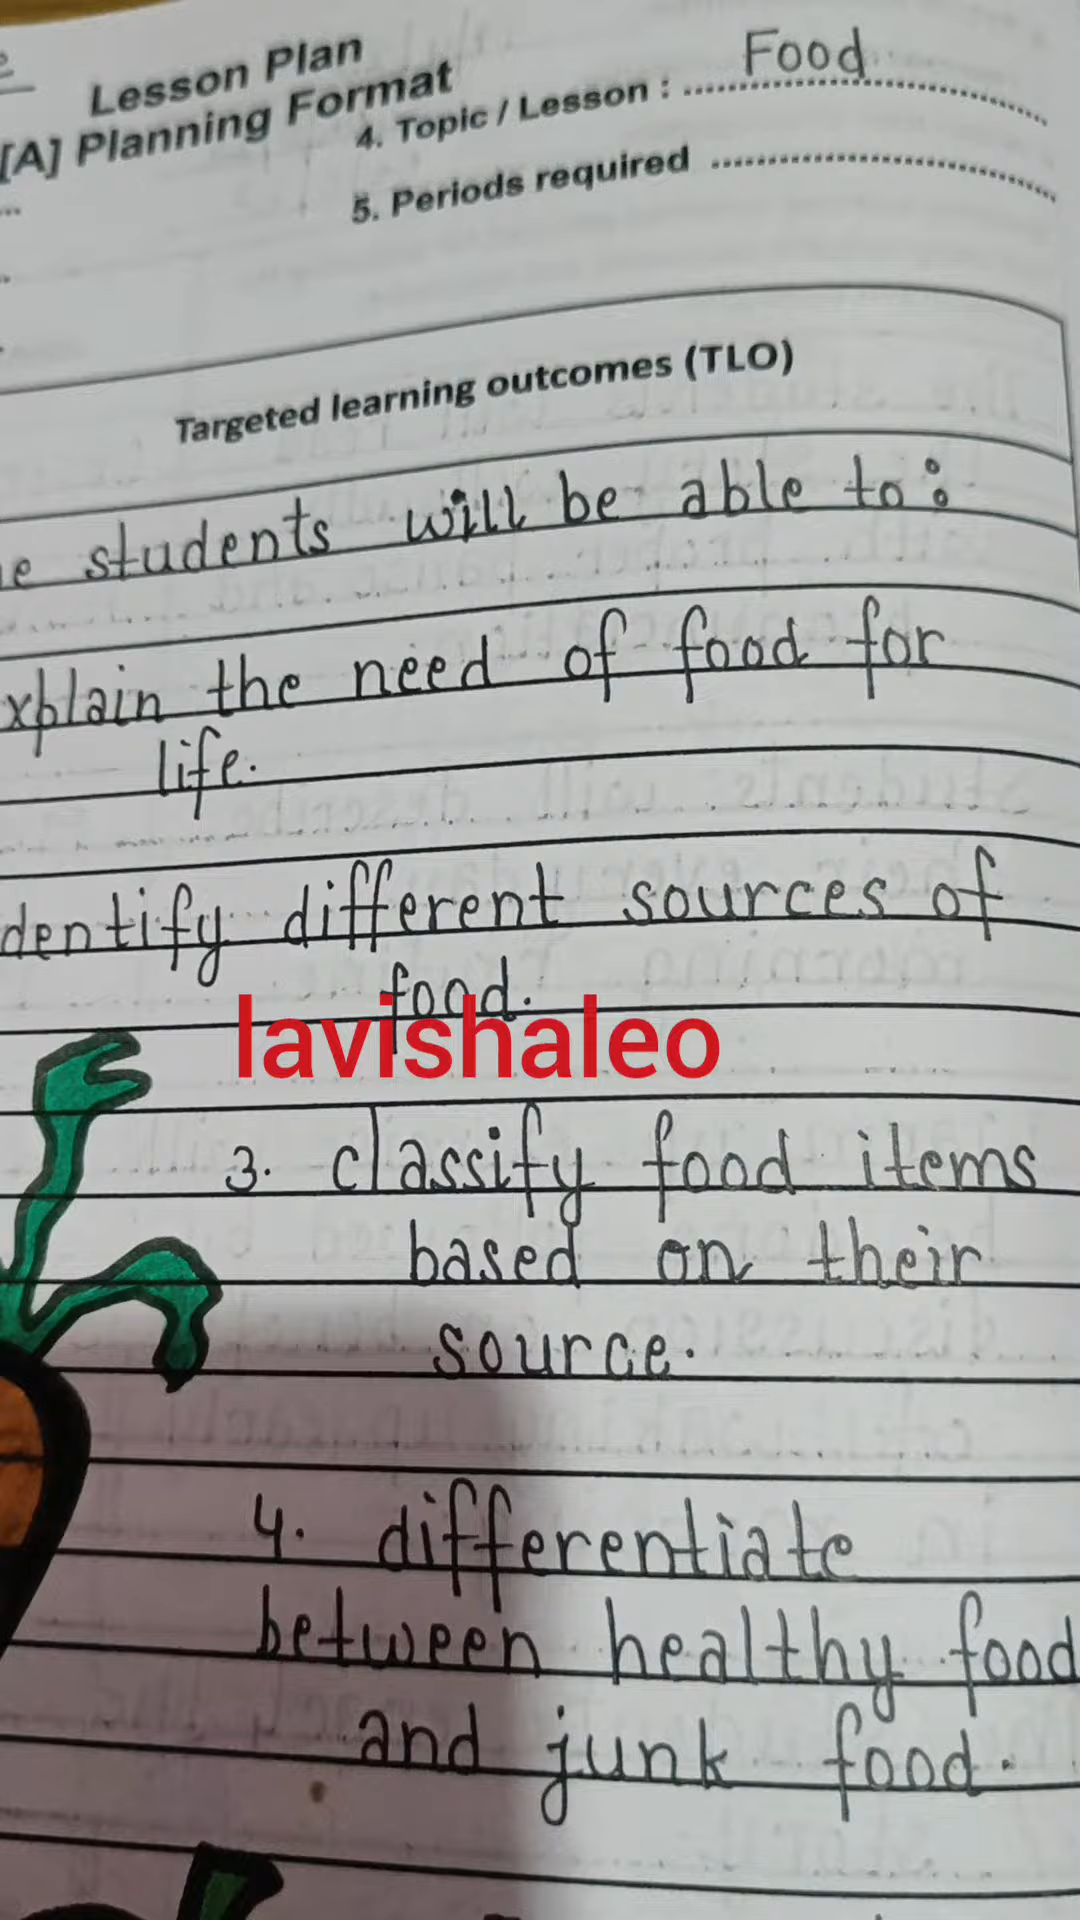 Lesson Plan
[A] Planning Format
Food
4. Topic / Lesson :
5. Periods required
Targeted learning outcomes (TLO)
students will be able to:
xplain the need of food for
life.
dentify different sources of
food.
lavishaleo
3. classify food items
based on their
source.
4. differentiate
between healthy food
and junk food.